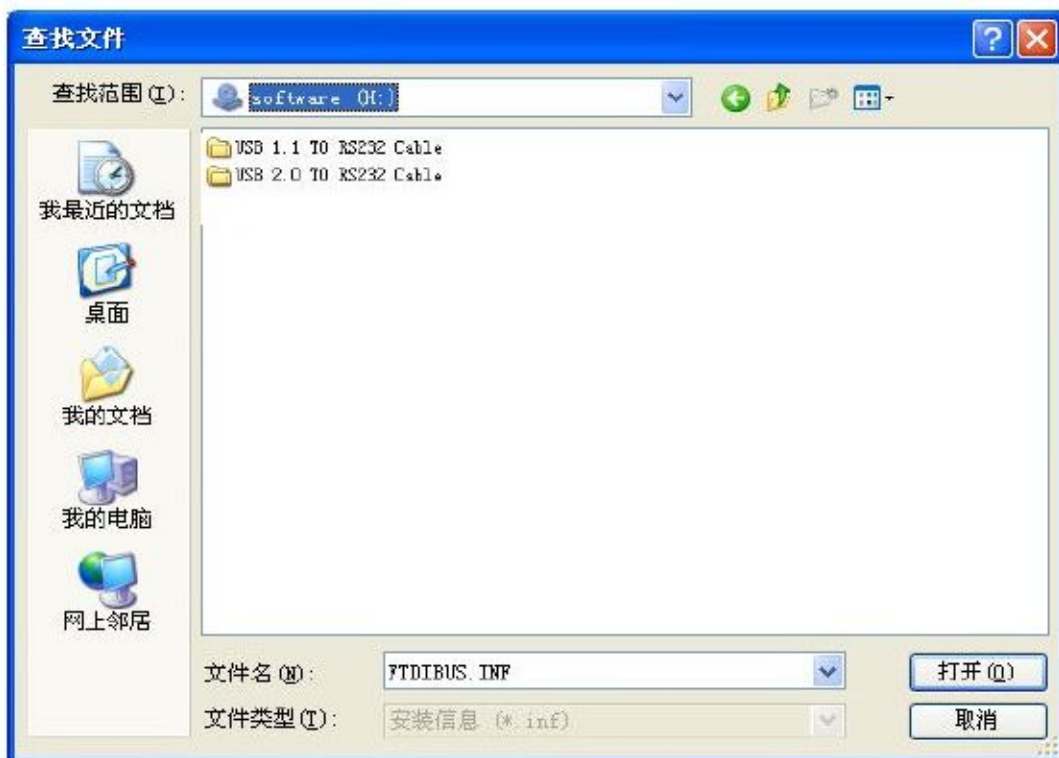 查找文件
查找范围(I):
software (H:)
USB 1.1 TO RS232 Cable
USB 2.0 TO RS232 Cable
我最近的文档
桌面
我的文档
我的电脑
网上邻居
文件名(N):
FTDIBUS.INF
打开(O)
文件类型(T):
安装信息 (*.inf)
取消